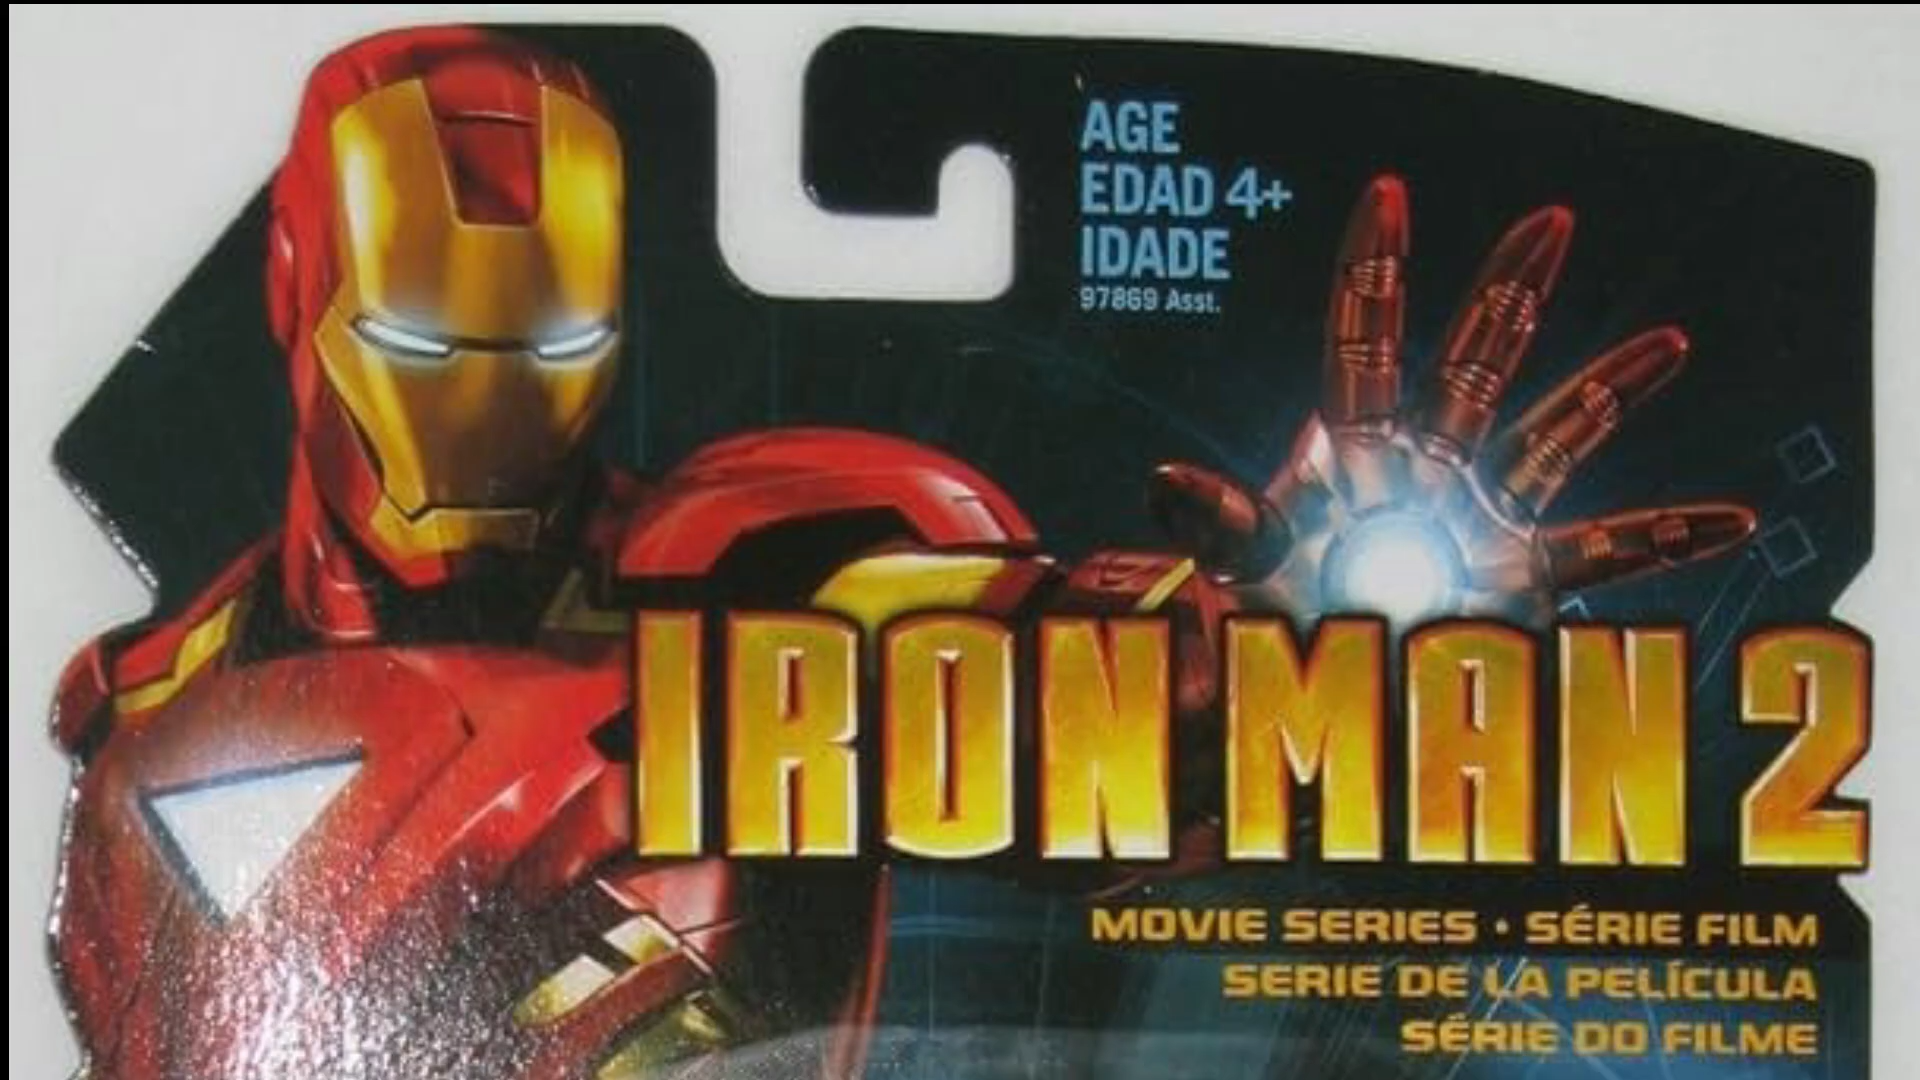 AGE
EDAD 4+
IDADE
97869 Asst.
IRON MAN 2
MOVIE SERIES • SÉRIE FILM
SERIE DE LA PELÍCULA
SÉRIE DO FILME